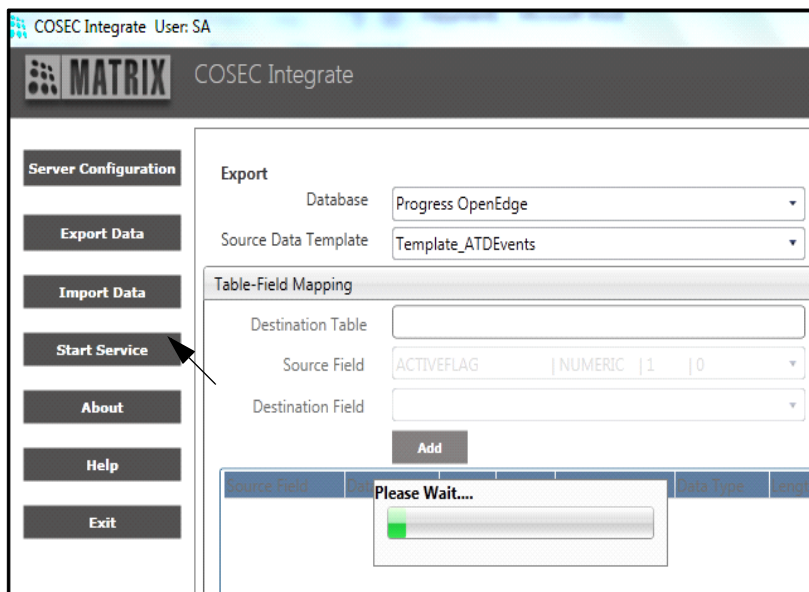 COSEC Integrate User: SA
MATRIX
COSEC Integrate
Server Configuration
Export Data
Import Data
Start Service
About
Help
Exit
Export
Database Progress OpenEdge
Source Data Template Template_ATDEvents
Table-Field Mapping
Destination Table
Source Field ACTIVEFLAG | NUMERIC | 1 | 0
Destination Field
Add
Source Field Data Type
Please Wait....